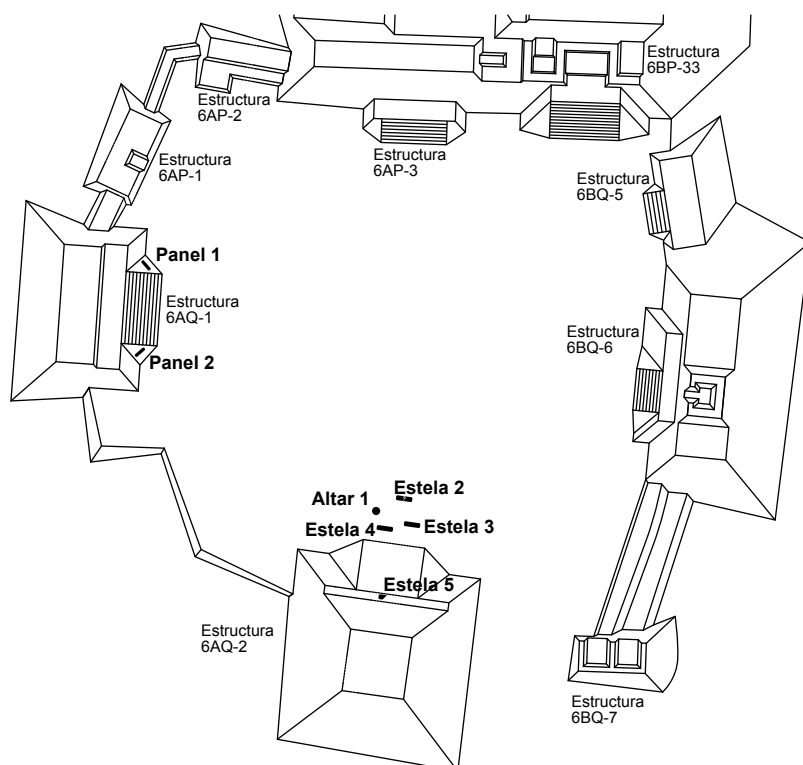 Estructura
6BP-33
Estructura
6AP-2
Estructura
6AP-3
Estructura
6AP-1
Estructura
6BQ-5
Panel 1
Estructura
6AQ-1
Panel 2
Estructura
6BQ-6
Estela 2
Altar 1
Estela 4
Estela 3
Estela 5
Estructura
6AQ-2
Estructura
6BQ-7